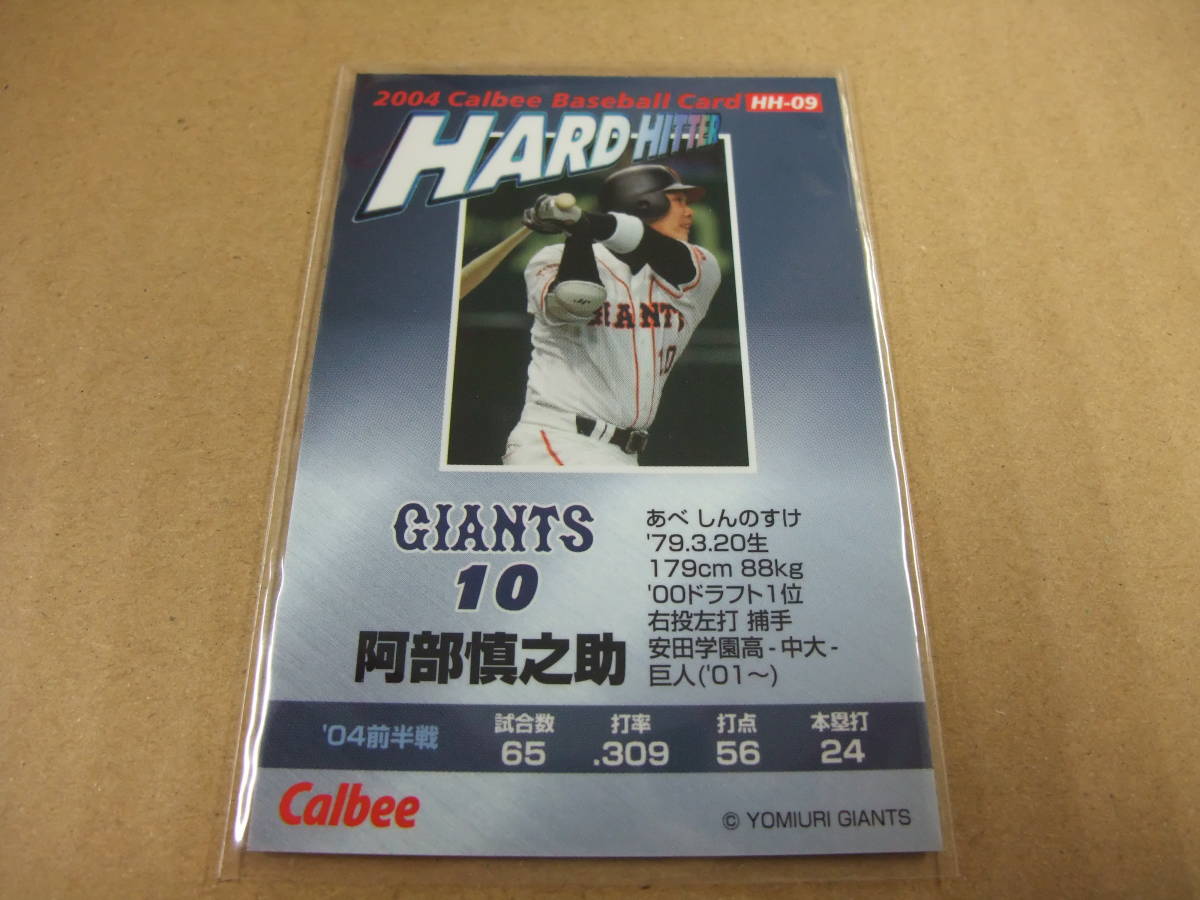 2004 Calbee Baseball Card HH-09
HARD HITTER
GIANTS
10
GIANTS
10
阿部慎之助
あべ しんのすけ
'79.3.20生
179cm 88kg
'00ドラフト1位
右投左打 捕手
安田学園高-中大-
巨人('01～)
'04前半戦
試合数 打率 打点 本塁打
65 .309 56 24
Calbee
© YOMIURI GIANTS